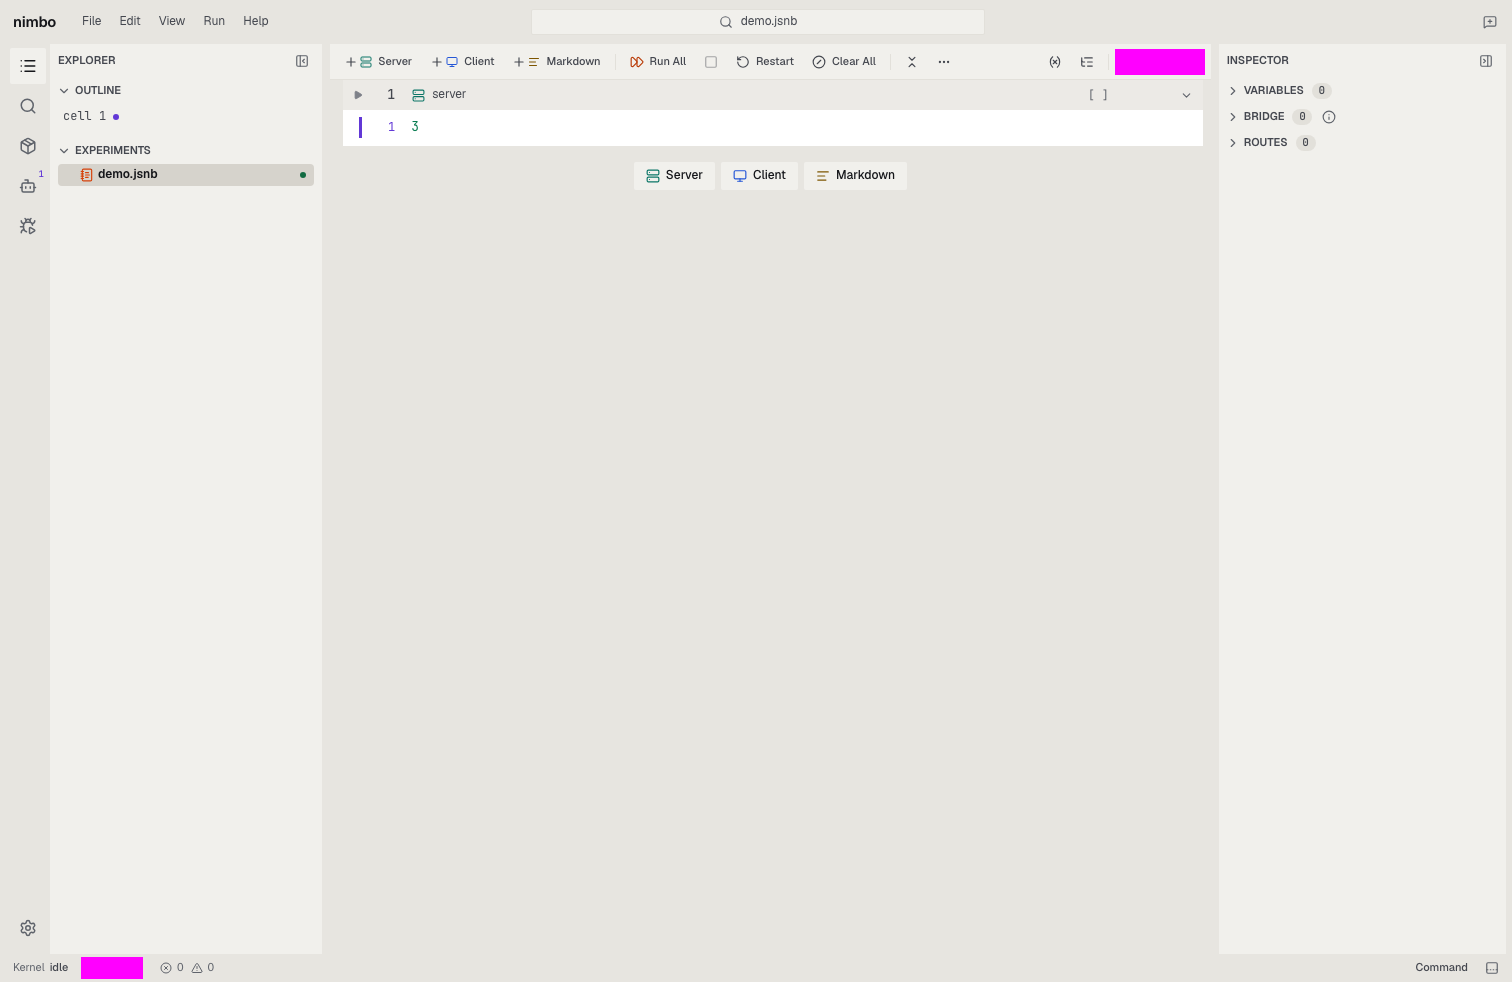 nimbo File Edit View Run Help demo.jsnb
EXPLORER
OUTLINE
cell 1
EXPERIMENTS
demo.jsnb
1
Server Client Markdown Run All Restart Clear All
1 server [ ]
1 3
Server Client Markdown
INSPECTOR
VARIABLES 0
BRIDGE 0
ROUTES 0
Kernel idle 0 0 Command